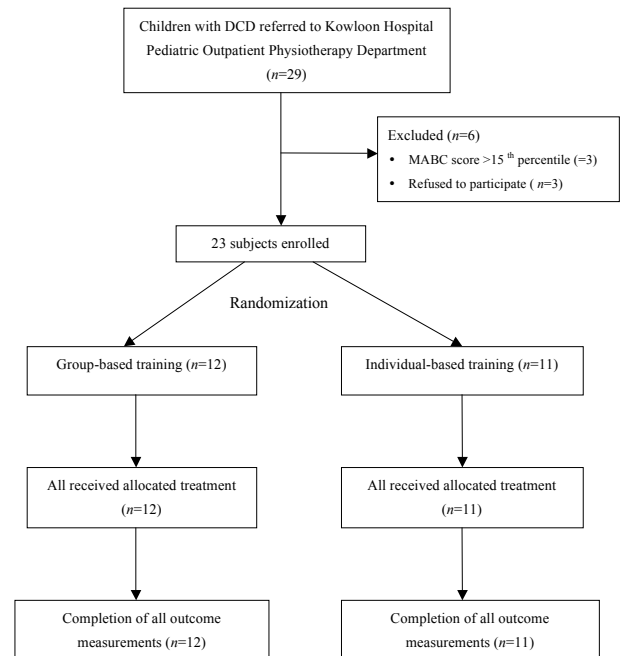 Children with DCD referred to Kowloon Hospital
Pediatric Outpatient Physiotherapy Department
(n=29)
Excluded (n=6)
• MABC score >15 th percentile (=3)
• Refused to participate ( n=3)
23 subjects enrolled
Randomization
Group-based training (n=12)
Individual-based training (n=11)
All received allocated treatment
(n=12)
All received allocated treatment
(n=11)
Completion of all outcome
measurements (n=12)
Completion of all outcome
measurements (n=11)